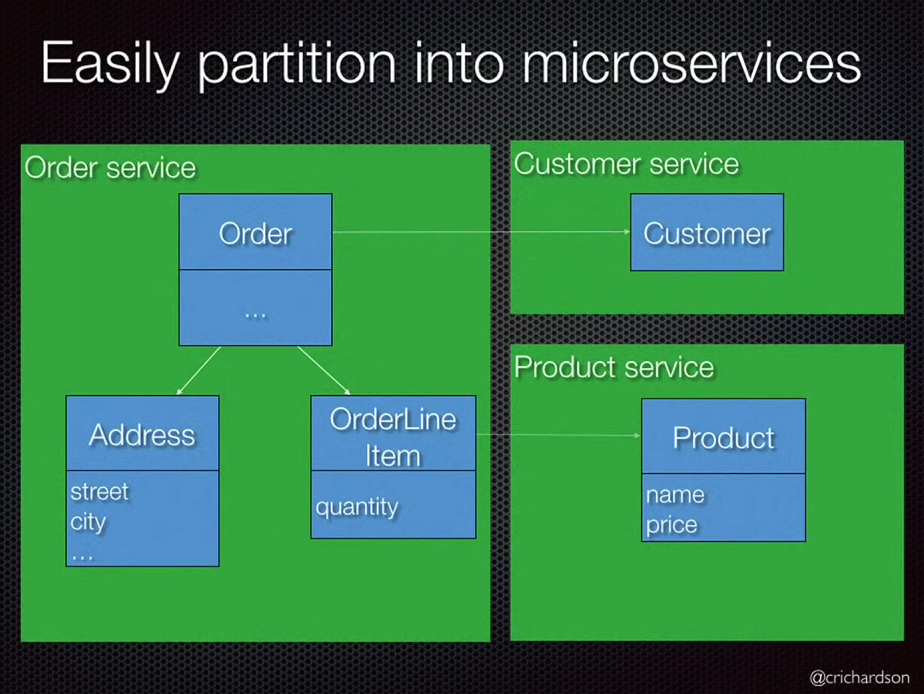 Easily partition into microservices
Order service
Order
...
Address
street
city
...
OrderLine
Item
quantity
Customer service
Customer
Product service
Product
name
price
@crichardson